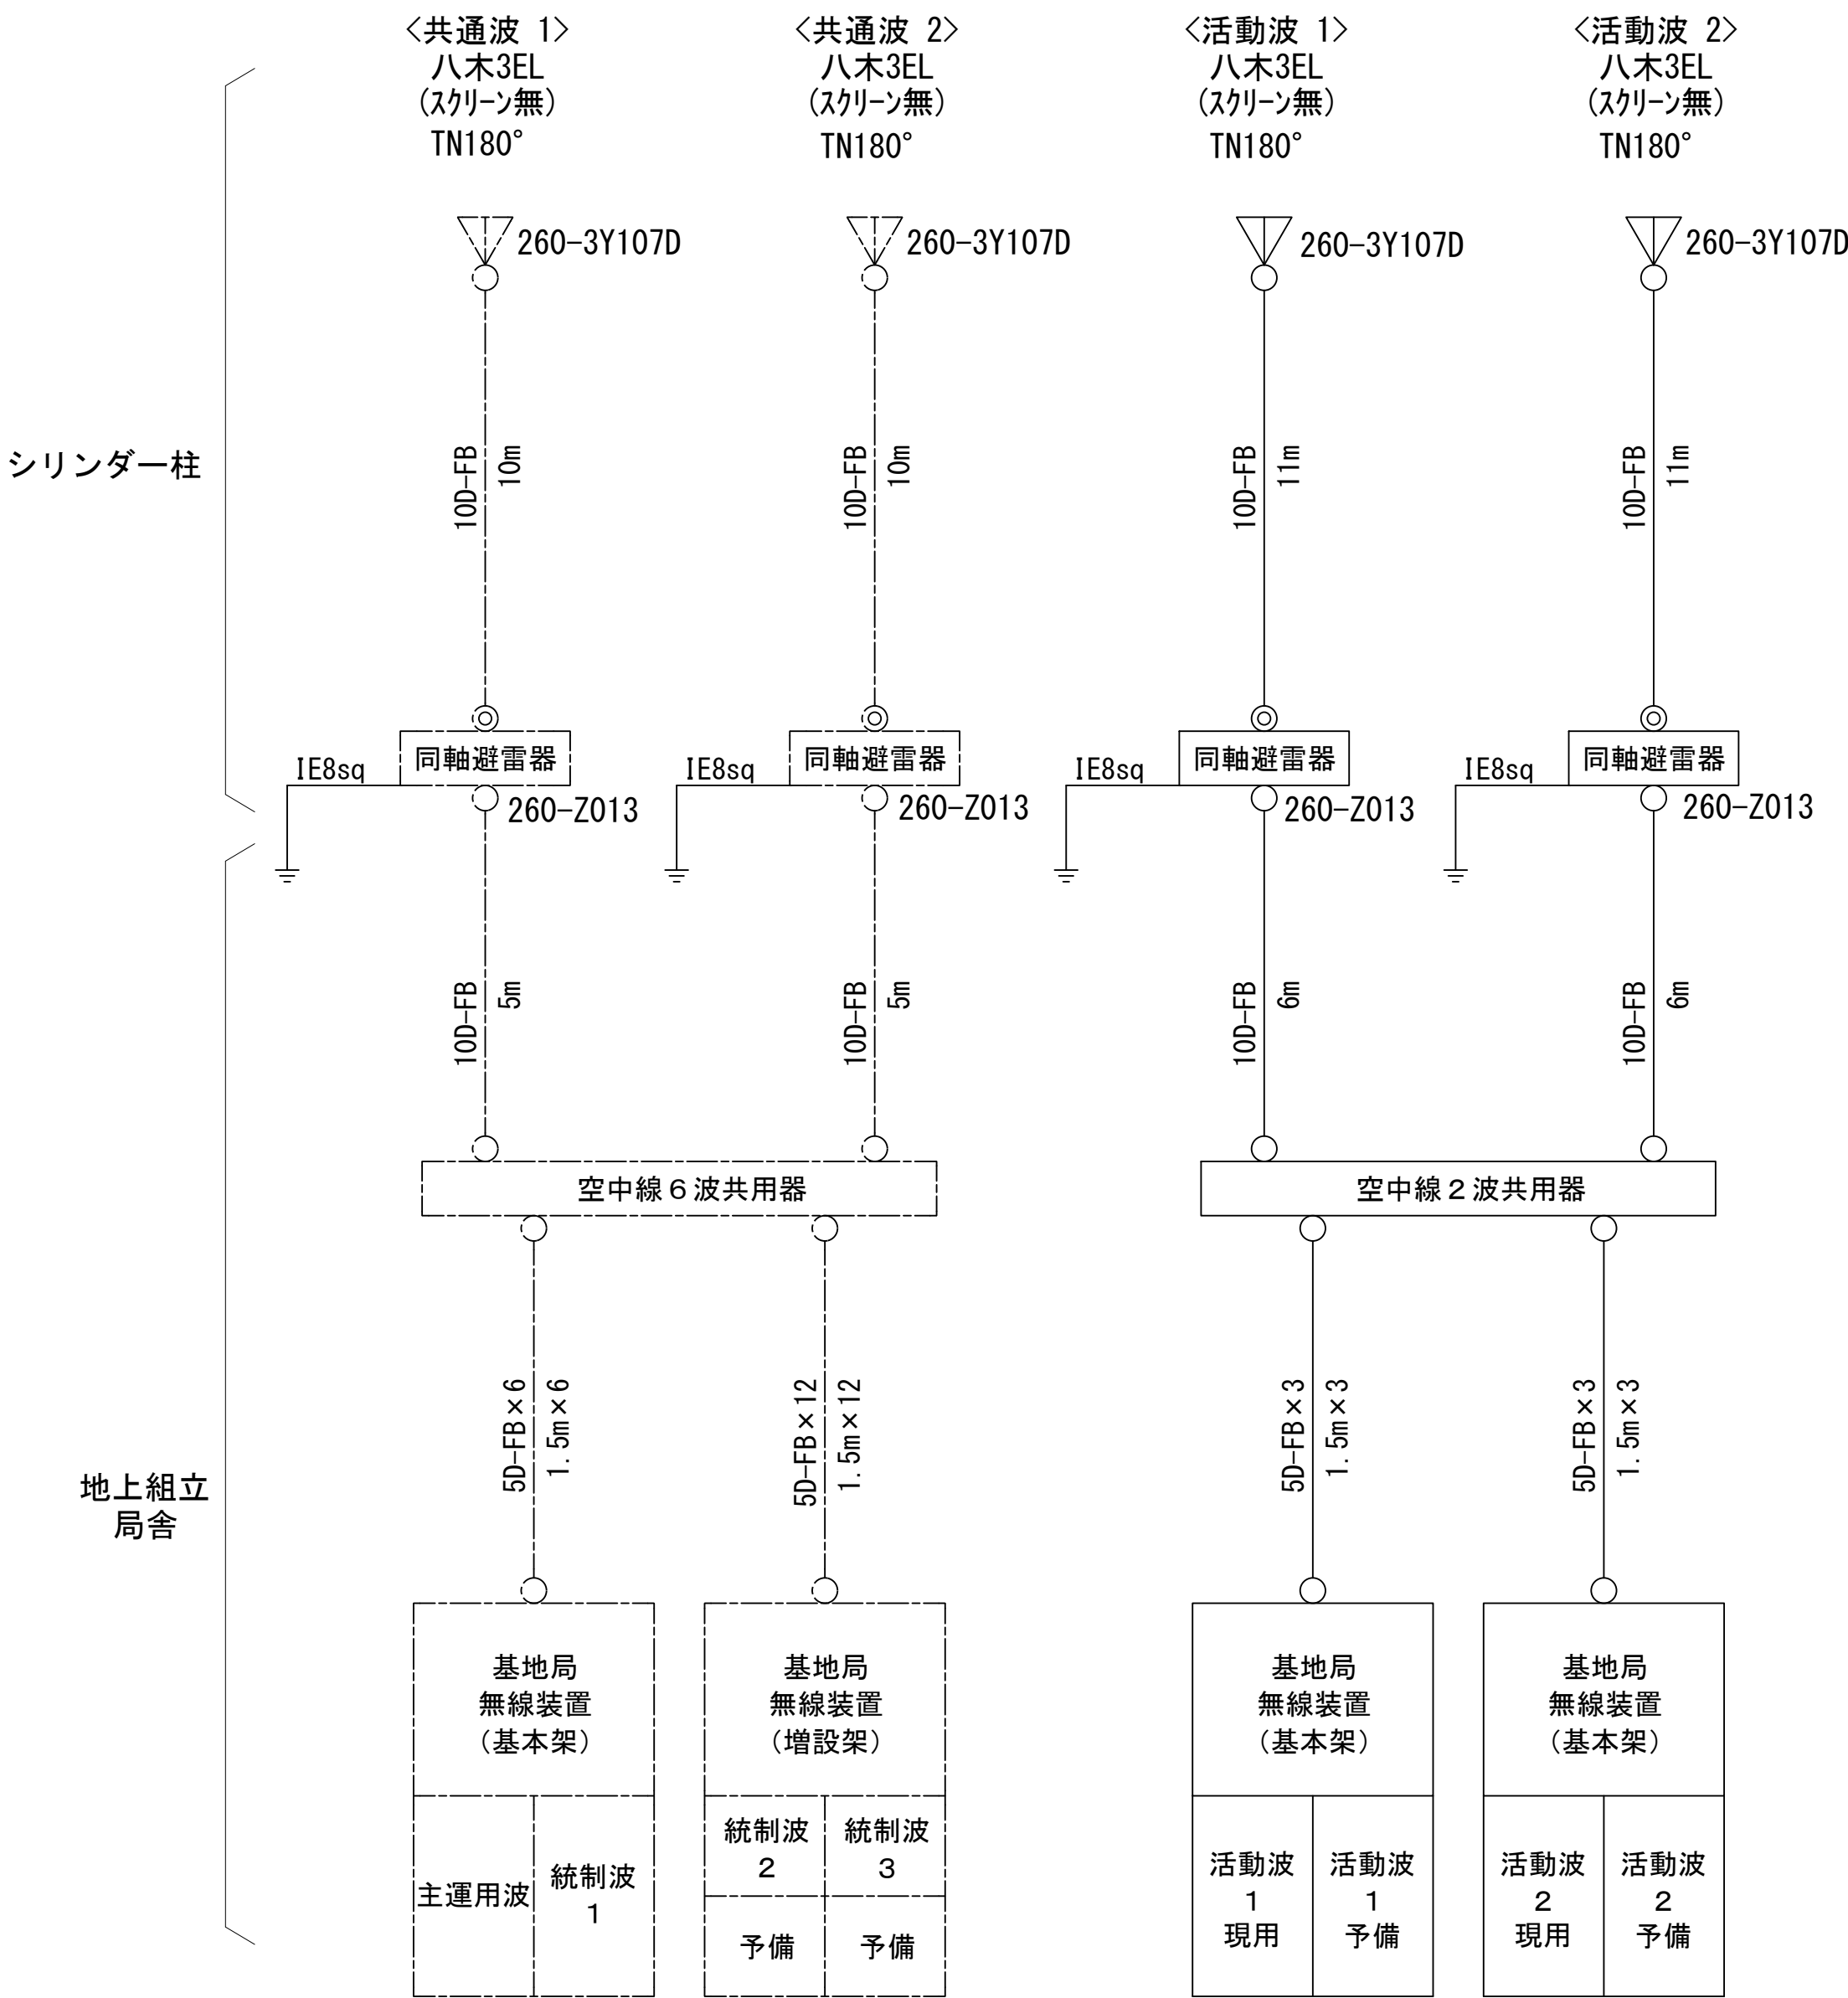 <共通波 1>
八木3EL
(ｽｸﾘｰﾝ無)
TN180°
<共通波 2>
八木3EL
(ｽｸﾘｰﾝ無)
TN180°
<活動波 1>
八木3EL
(ｽｸﾘｰﾝ無)
TN180°
<活動波 2>
八木3EL
(ｽｸﾘｰﾝ無)
TN180°
260-3Y107D
260-3Y107D
260-3Y107D
260-3Y107D
シリンダー柱
10D-FB
10m
10D-FB
10m
10D-FB
11m
10D-FB
11m
IE8sq
同軸避雷器
260-Z013
IE8sq
同軸避雷器
260-Z013
IE8sq
同軸避雷器
260-Z013
IE8sq
同軸避雷器
260-Z013
10D-FB
5m
10D-FB
5m
10D-FB
6m
10D-FB
6m
空中線６波共用器
空中線２波共用器
地上組立
局舎
5D-FB×6
1.5m×6
5D-FB×12
1.5m×12
5D-FB×3
1.5m×3
5D-FB×3
1.5m×3
基地局
無線装置
(基本架)
主運用波
統制波
1
基地局
無線装置
(増設架)
統制波
2
統制波
3
予備
予備
基地局
無線装置
(基本架)
活動波
1
現用
活動波
1
予備
基地局
無線装置
(基本架)
活動波
2
現用
活動波
2
予備